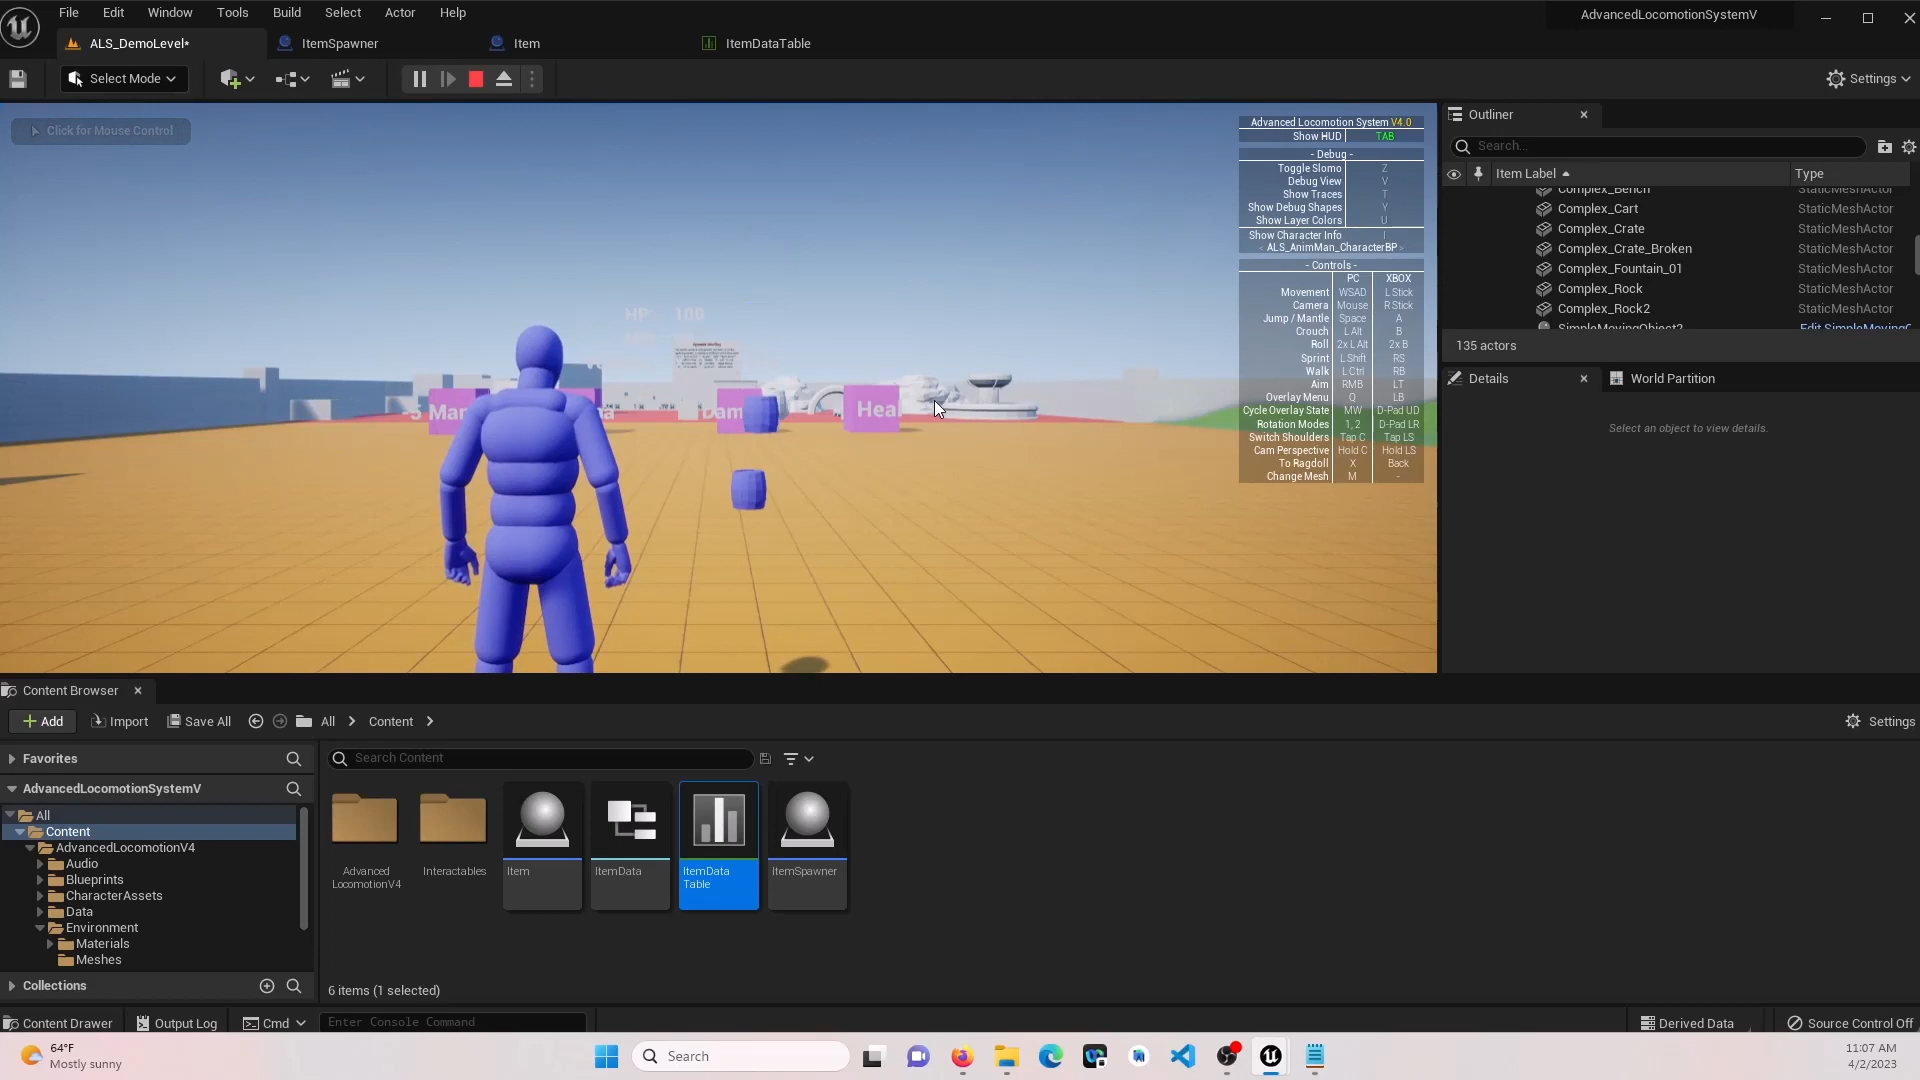 File Edit Window Tools Build Select Actor Help
AdvancedLocomotionSystemV
ALS_DemoLevel* ItemSpawner Item ItemDataTable
Select Mode
Settings
Click for Mouse Control
Advanced Locomotion System V4.0
Show HUD TAB
- Debug -
Toggle Slomo Z
Debug View V
Show Traces T
Show Debug Shapes Y
Show Layer Colors U
Show Character Info I
< ALS_AnimMan_CharacterBP >
- Controls -
PC XBOX
Movement WSAD L Stick
Camera Mouse R Stick
Jump / Mantle Space A
Crouch L Alt B
Roll 2x L Alt 2x B
Sprint L Shift RS
Walk L Ctrl RB
Aim RMB LT
Overlay Menu Q LB
Cycle Overlay State MW D-Pad UD
Rotation Modes 1, 2 D-Pad LR
Switch Shoulders Tap C Tap LS
Cam Perspective Hold C Hold LS
To Ragdoll X Back
Change Mesh M -
HP: 100
-5 Man
Dam
Heal
Outliner
Search...
Item Label Type
Complex_Bench StaticMeshActor
Complex_Cart StaticMeshActor
Complex_Crate StaticMeshActor
Complex_Crate_Broken StaticMeshActor
Complex_Fountain_01 StaticMeshActor
Complex_Rock StaticMeshActor
Complex_Rock2 StaticMeshActor
SimpleMovingObject2 Edit SimpleMovingO
135 actors
Details World Partition
Select an object to view details.
Content Browser
Add Import Save All All Content
Settings
Favorites
AdvancedLocomotionSystemV
All
Content
AdvancedLocomotionV4
Audio
Blueprints
CharacterAssets
Data
Environment
Materials
Meshes
Collections
Search Content
Advanced
LocomotionV4
Interactables
Item
ItemData
ItemData
Table
ItemSpawner
6 items (1 selected)
Content Drawer Output Log Cmd Enter Console Command
Derived Data Source Control Off
64°F
Mostly sunny
Search
11:07 AM
4/2/2023